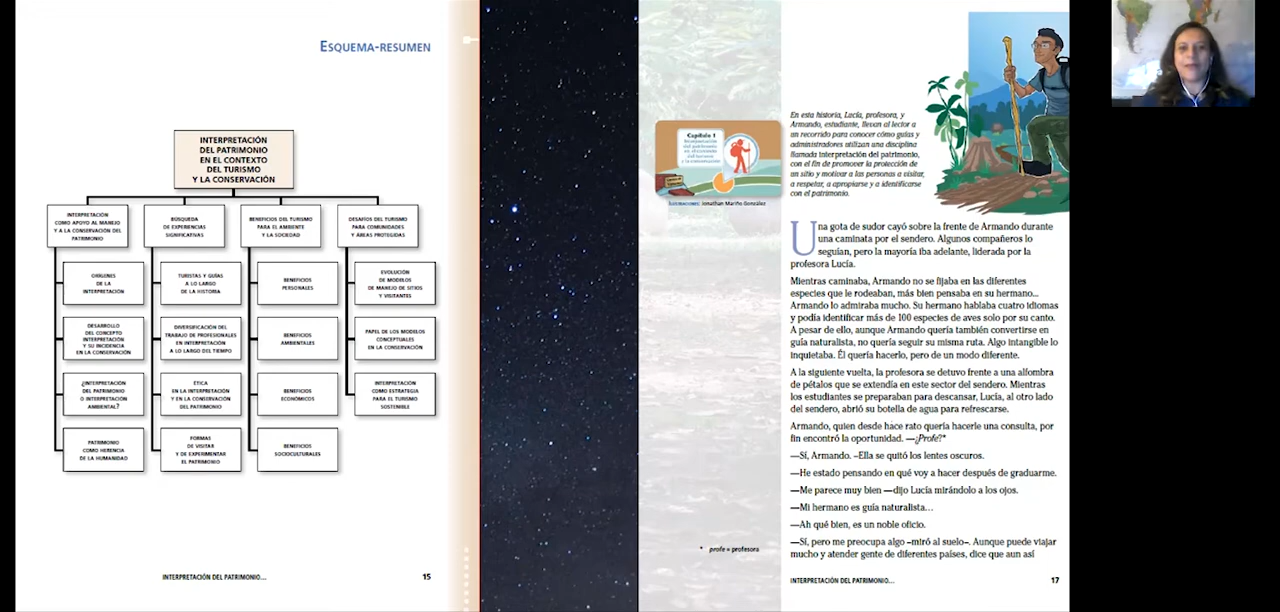 ESQUEMA-RESUMEN
INTERPRETACIÓN
DEL PATRIMONIO
EN EL CONTEXTO
DEL TURISMO
Y LA CONSERVACIÓN
INTERPRETACIÓN
COMO APOYO AL MANEJO
Y A LA CONSERVACIÓN DEL
PATRIMONIO
ORÍGENES
DE LA
INTERPRETACIÓN
DESARROLLO
DEL CONCEPTO
INTERPRETACIÓN
Y SU INCIDENCIA
EN LA CONSERVACIÓN
¿INTERPRETACIÓN
DEL PATRIMONIO
O INTERPRETACIÓN
AMBIENTAL?
PATRIMONIO
COMO HERENCIA
DE LA HUMANIDAD
BÚSQUEDA
DE EXPERIENCIAS
SIGNIFICATIVAS
TURISTAS Y GUÍAS
A LO LARGO
DE LA HISTORIA
DIVERSIFICACIÓN DEL
TRABAJO DE PROFESIONALES
EN INTERPRETACIÓN
A LO LARGO DEL TIEMPO
ÉTICA
EN LA INTERPRETACIÓN
Y EN LA CONSERVACIÓN
DEL PATRIMONIO
FORMAS
DE VISITAR
Y DE EXPERIMENTAR
EL PATRIMONIO
BENEFICIOS DEL TURISMO
PARA EL AMBIENTE
Y LA SOCIEDAD
BENEFICIOS
PERSONALES
BENEFICIOS
AMBIENTALES
BENEFICIOS
ECONÓMICOS
BENEFICIOS
SOCIOCULTURALES
DESAFÍOS DEL TURISMO
PARA COMUNIDADES
Y ÁREAS PROTEGIDAS
EVOLUCIÓN
DE MODELOS
DE MANEJO DE SITIOS
Y VISITANTES
PAPEL DE LOS MODELOS
CONCEPTUALES
EN LA CONSERVACIÓN
INTERPRETACIÓN
COMO ESTRATEGIA
PARA EL TURISMO
SOSTENIBLE
INTERPRETACIÓN DEL PATRIMONIO...
15
Capítulo 1
Interpretación
del patrimonio
en el contexto
del turismo
y la conservación
Ilustraciones: Jonathan Mariño González
* profe = profesora
En esta historia, Lucía, profesora, y
Armando, estudiante, llevan al lector a
un recorrido para conocer cómo guías y
administradores utilizan una disciplina
llamada interpretación del patrimonio,
con el fin de promover la protección de
un sitio y motivar a las personas a visitar,
a respetar, a apropiarse y a identificarse
con el patrimonio.
Una gota de sudor cayó sobre la frente de Armando durante
una caminata por el sendero. Algunos compañeros lo
seguían, pero la mayoría iba adelante, liderada por la
profesora Lucía.
Mientras caminaba, Armando no se fijaba en las diferentes
especies que le rodeaban, más bien pensaba en su hermano...
Armando lo admiraba mucho. Su hermano hablaba cuatro idiomas
y podía identificar más de 100 especies de aves solo por su canto.
A pesar de ello, aunque Armando quería también convertirse en
guía naturalista, no quería seguir su misma ruta. Algo intangible lo
inquietaba. Él quería hacerlo, pero de un modo diferente.
A la siguiente vuelta, la profesora se detuvo frente a una alfombra
de pétalos que se extendía en este sector del sendero. Mientras
los estudiantes se preparaban para descansar, Lucía, al otro lado
del sendero, abrió su botella de agua para refrescarse.
Armando, quien desde hace rato quería hacerle una consulta, por
fin encontró la oportunidad. —¿Profe?*
—Sí, Armando. –Ella se quitó los lentes oscuros.
—He estado pensando en qué voy a hacer después de graduarme.
—Me parece muy bien —dijo Lucía mirándolo a los ojos.
—Mi hermano es guía naturalista...
—Ah qué bien, es un noble oficio.
—Sí, pero me preocupa algo –miró al suelo–. Aunque puede viajar
mucho y atender gente de diferentes países, dice que aun así
INTERPRETACIÓN DEL PATRIMONIO...
17